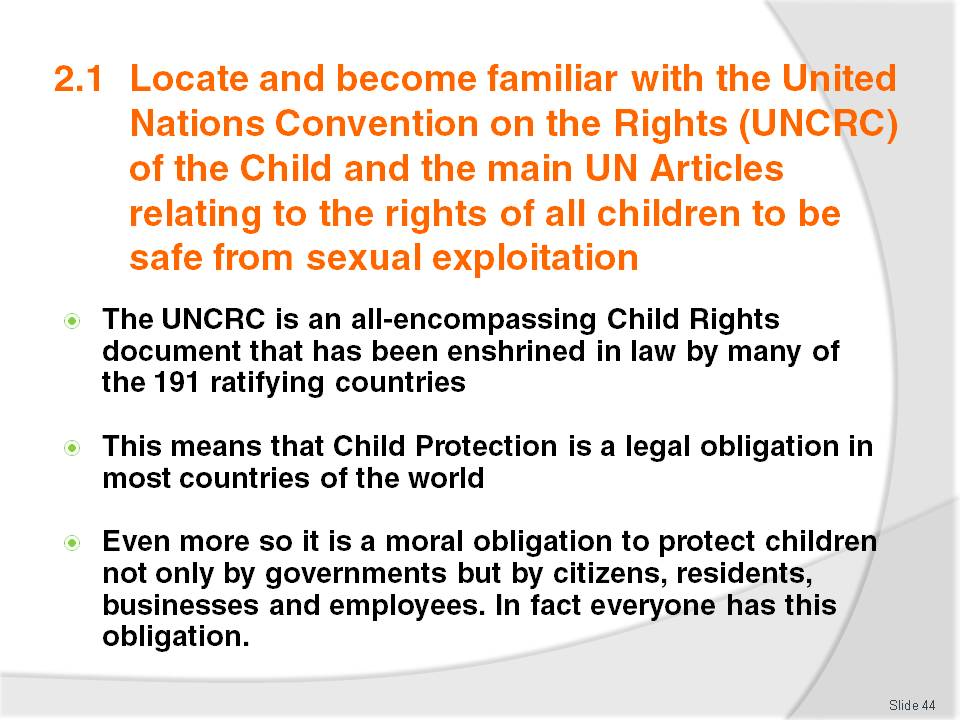 2.1 Locate and become familiar with the United
Nations Convention on the Rights (UNCRC)
of the Child and the main UN Articles
relating to the rights of all children to be
safe from sexual exploitation
The UNCRC is an all-encompassing Child Rights
document that has been enshrined in law by many of
the 191 ratifying countries
This means that Child Protection is a legal obligation in
most countries of the world
Even more so it is a moral obligation to protect children
not only by governments but by citizens, residents,
businesses and employees. In fact everyone has this
obligation.
Slide 44